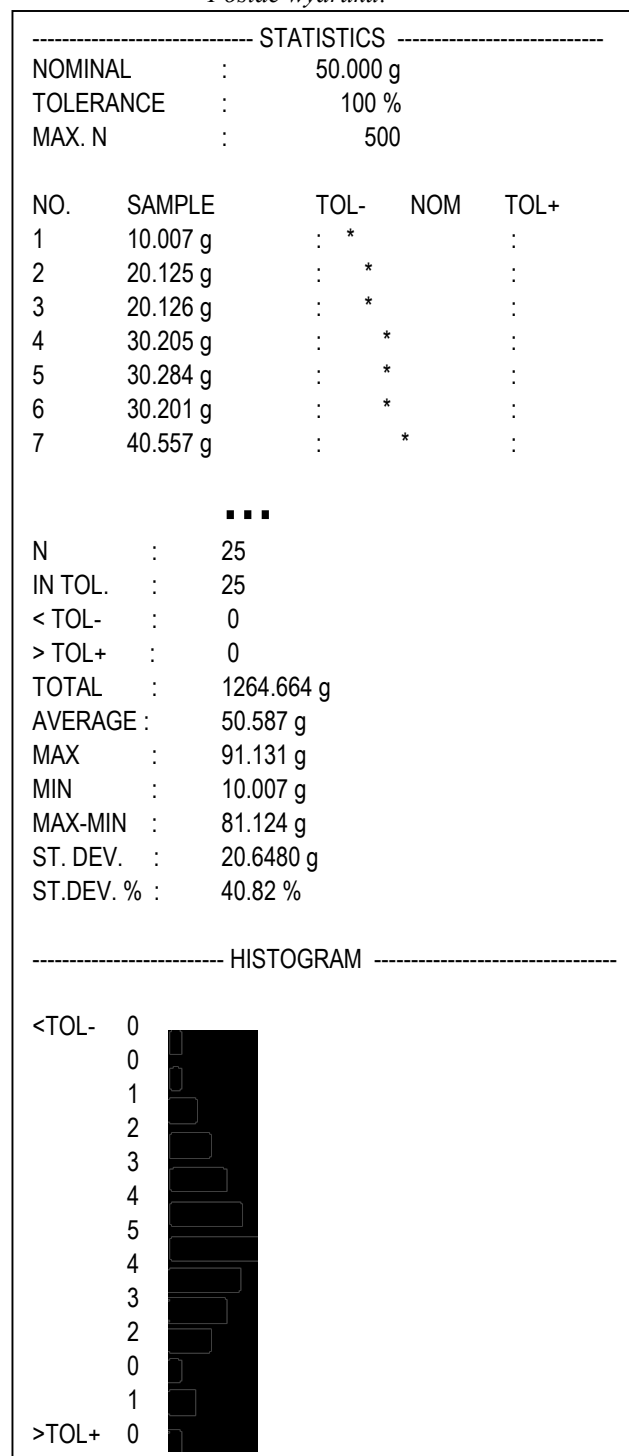 ------------------------------ STATISTICS ----------------------------
NOMINAL : 50.000 g
TOLERANCE : 100 %
MAX. N : 500
NO. SAMPLE TOL- NOM TOL+
1 10.007 g : * :
2 20.125 g : * :
3 20.126 g : * :
4 30.205 g : * :
5 30.284 g : * :
6 30.201 g : * :
7 40.557 g : * :
...
N : 25
IN TOL. : 25
< TOL- : 0
> TOL+ : 0
TOTAL : 1264.664 g
AVERAGE : 50.587 g
MAX : 91.131 g
MIN : 10.007 g
MAX-MIN : 81.124 g
ST. DEV. : 20.6480 g
ST.DEV. % : 40.82 %
-------------------------- HISTOGRAM ---------------------------------
<TOL- 0
0
1
2
3
4
5
4
3
2
0
1
>TOL+ 0